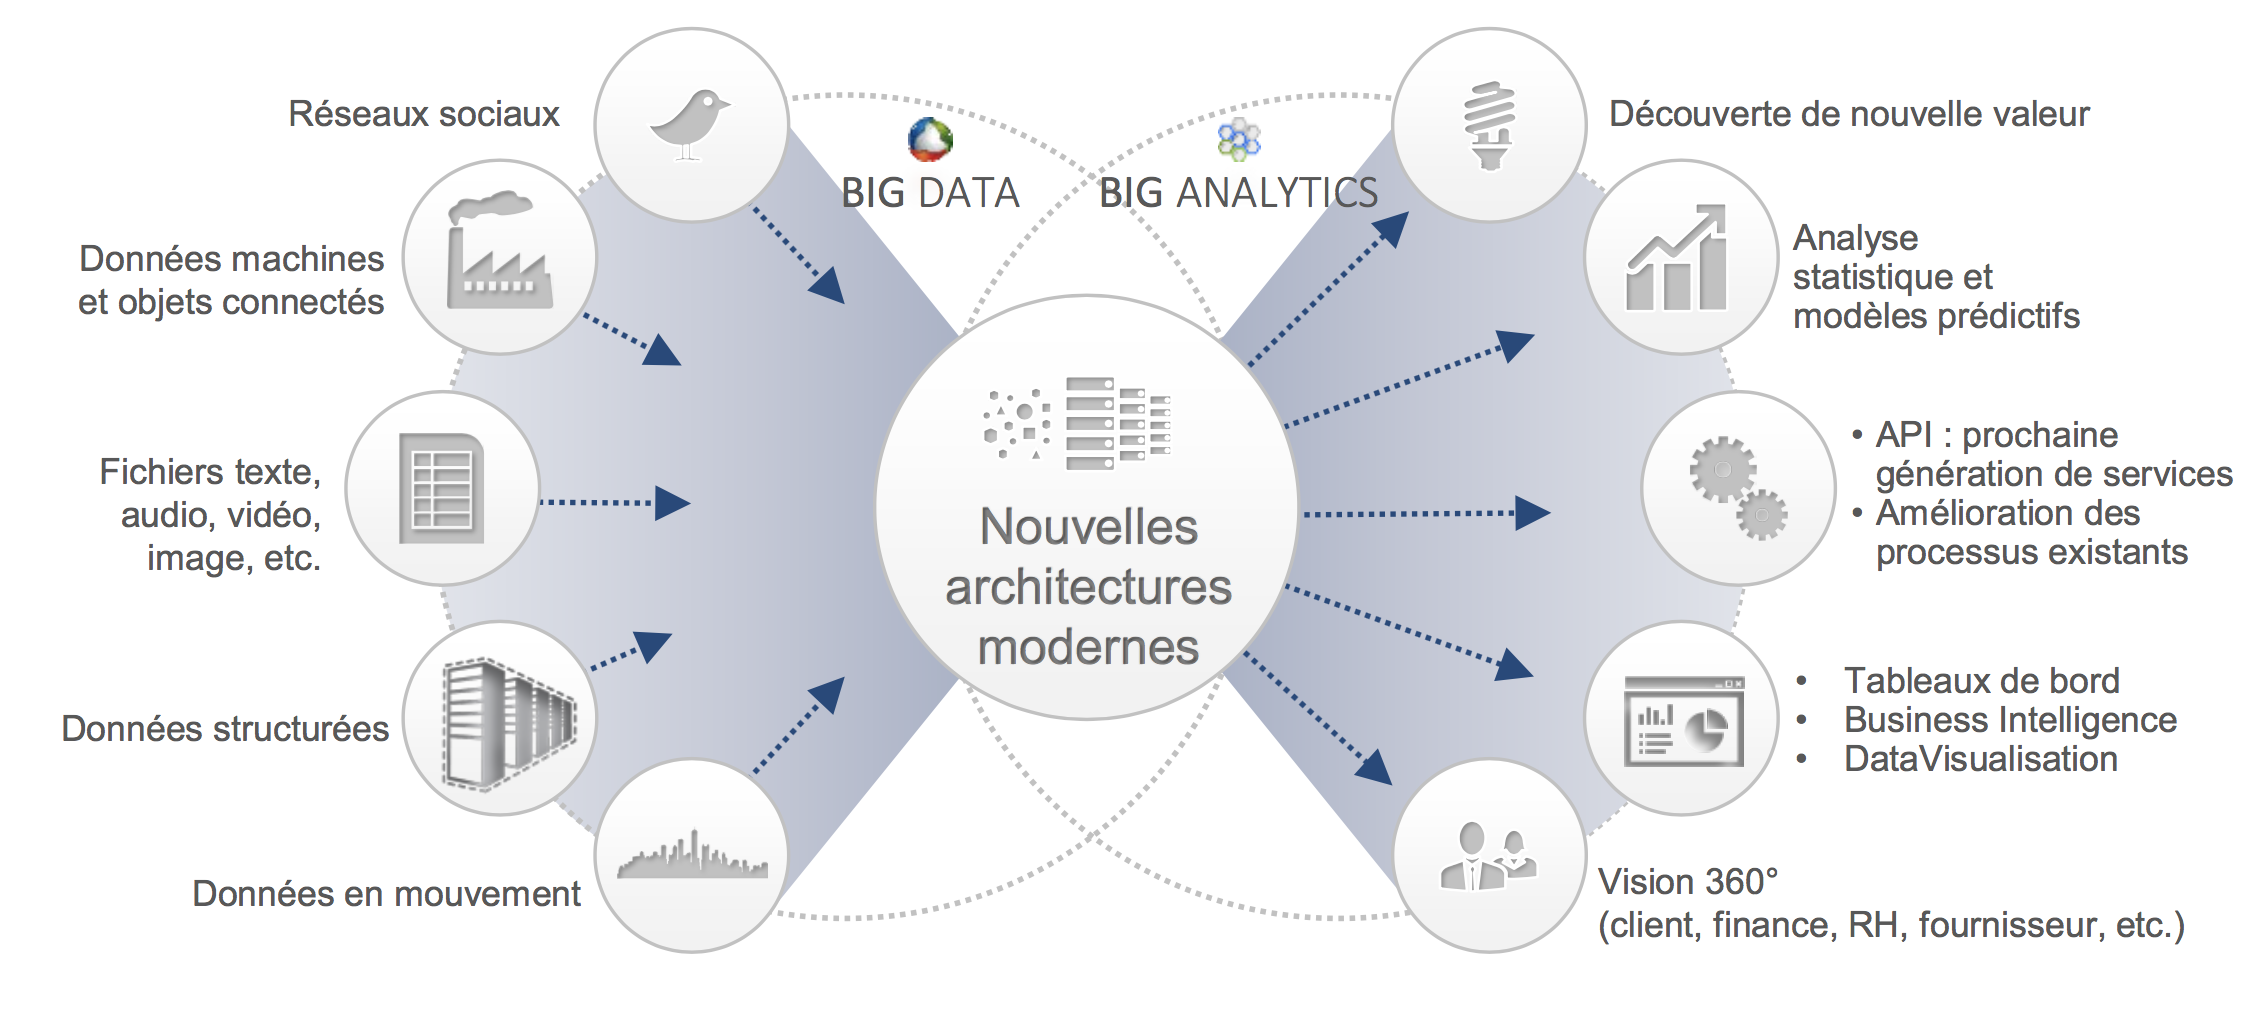 Réseaux sociaux
Données machines
et objets connectés
Fichiers texte,
audio, vidéo,
image, etc.
Données structurées
Données en mouvement
BIG DATA
BIG ANALYTICS
Nouvelles
architectures
modernes
Découverte de nouvelle valeur
Analyse
statistique et
modèles prédictifs
• API : prochaine
génération de services
• Amélioration des
processus existants
• Tableaux de bord
• Business Intelligence
• DataVisualisation
Vision 360°
(client, finance, RH, fournisseur, etc.)